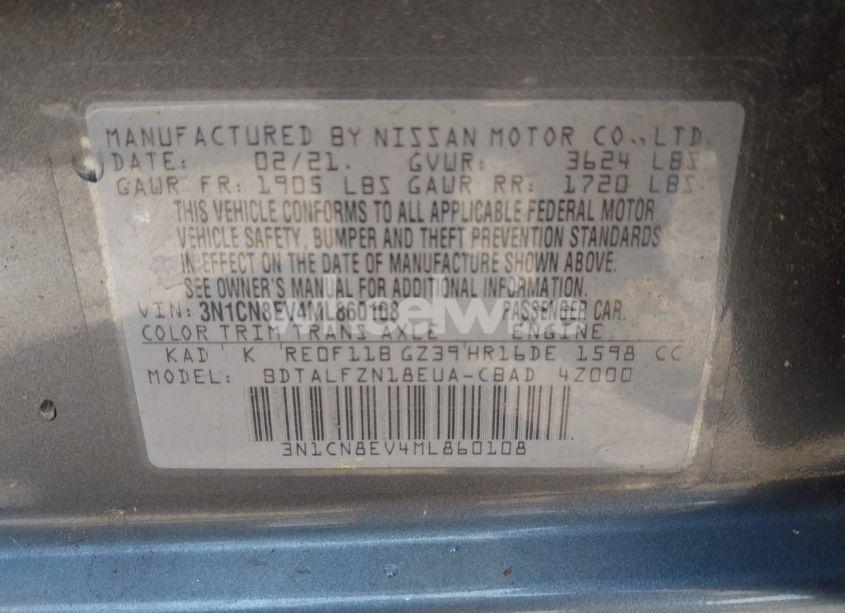 MANUFACTURED BY NISSAN MOTOR CO.,LTD.
DATE: 02/21. GVWR: 3624 LBS
GAWR FR: 1905 LBS GAWR RR: 1720 LBS
THIS VEHICLE CONFORMS TO ALL APPLICABLE FEDERAL MOTOR
VEHICLE SAFETY, BUMPER AND THEFT PREVENTION STANDARDS
IN EFFECT ON THE DATE OF MANUFACTURE SHOWN ABOVE.
SEE OWNER'S MANUAL FOR ADDITIONAL INFORMATION.
VIN: 3N1CN8EV4ML860108 PASSENGER CAR.
COLOR TRIM TRANS AXLE ENGINE
KAD K RE0F11B GZ39 HR16DE 1598 CC
MODEL: BDTALFZN18EUA-CBAD 4Z000
3N1CN8EV4ML860108